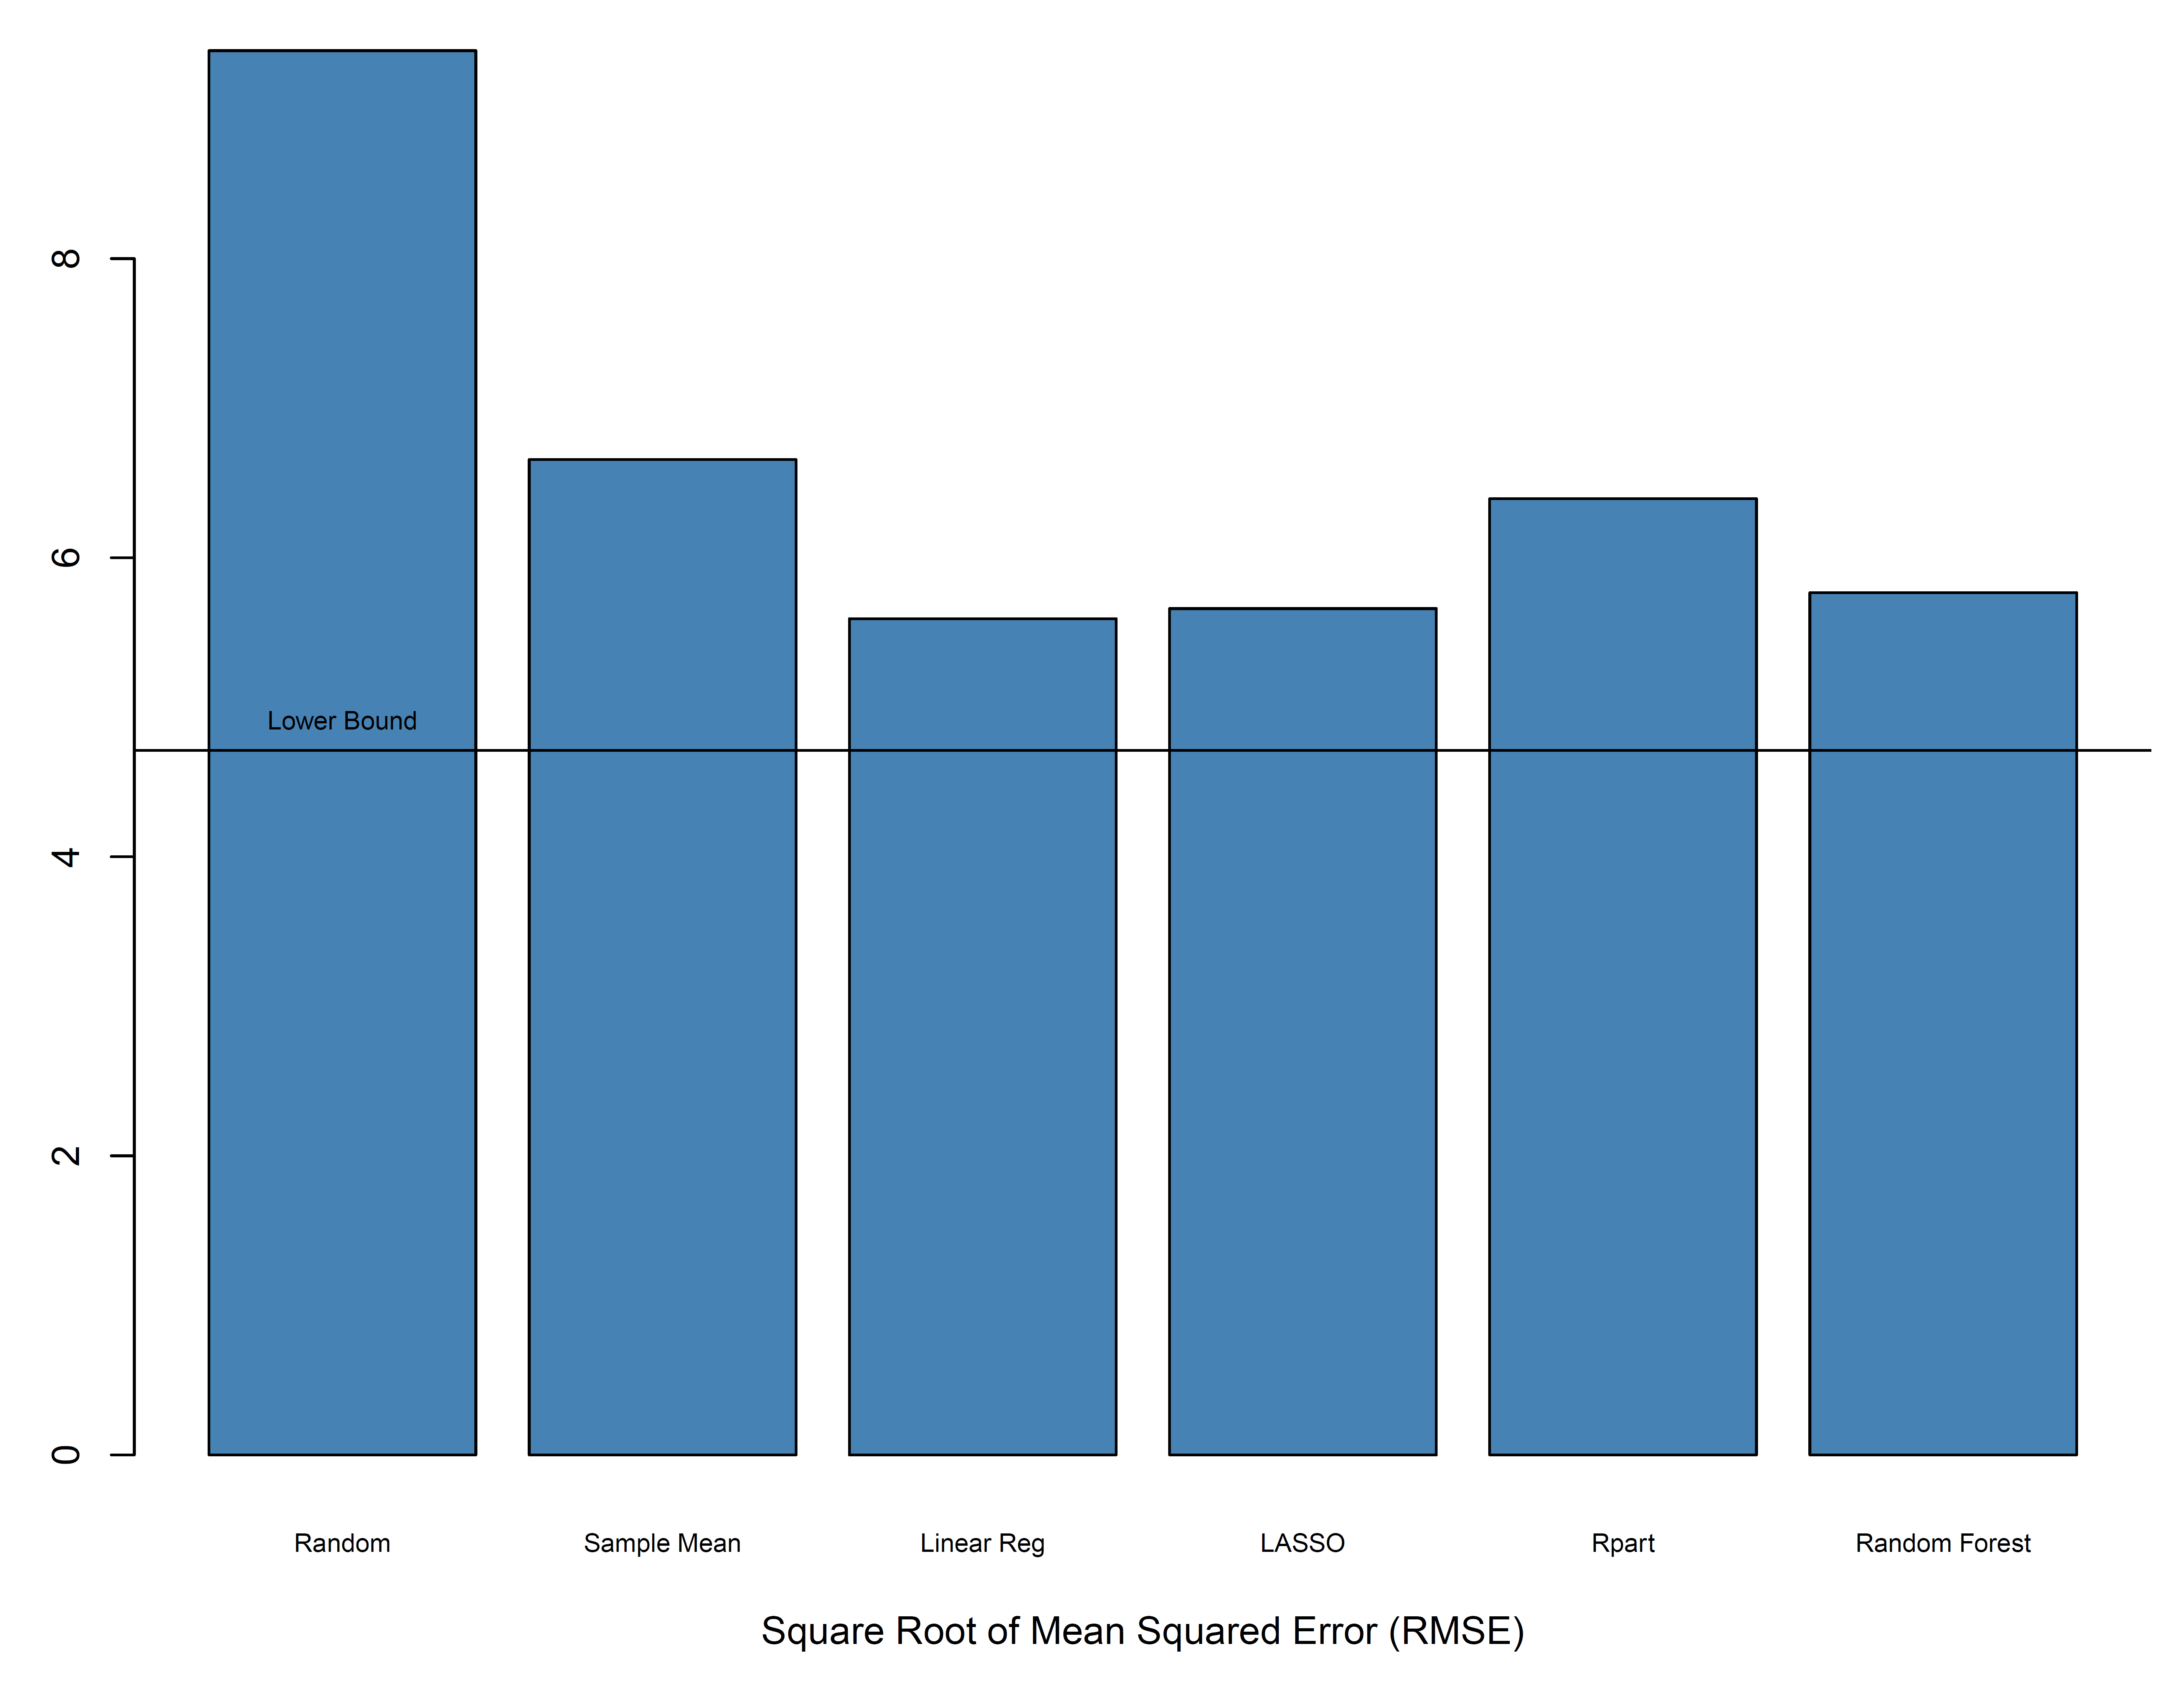 8
6
4
2
0
Lower Bound
Random Sample Mean Linear Reg LASSO Rpart Random Forest
Square Root of Mean Squared Error (RMSE)